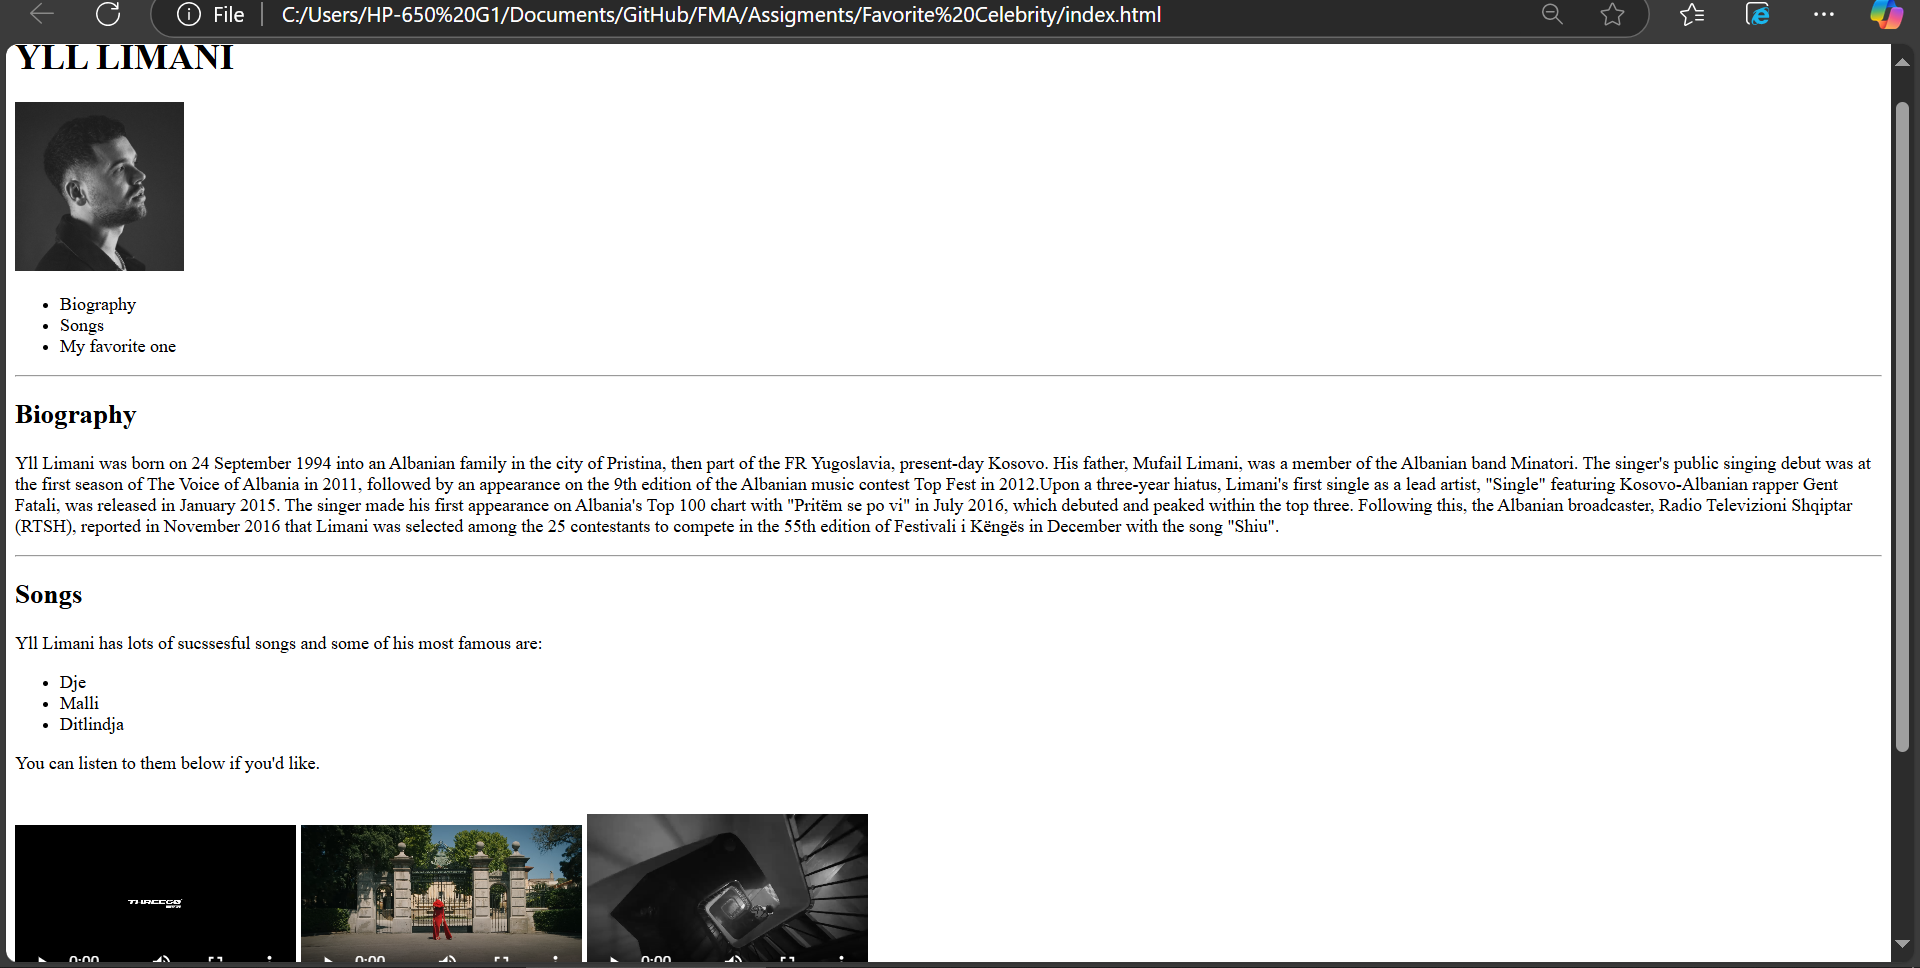 File
C:/Users/HP-650%20G1/Documents/GitHub/FMA/Assigments/Favorite%20Celebrity/index.html
YLL LIMANI
Biography
Songs
My favorite one
Biography
Yll Limani was born on 24 September 1994 into an Albanian family in the city of Pristina, then part of the FR Yugoslavia, present-day Kosovo. His father, Mufail Limani, was a member of the Albanian band Minatori. The singer's public singing debut was at
the first season of The Voice of Albania in 2011, followed by an appearance on the 9th edition of the Albanian music contest Top Fest in 2012.Upon a three-year hiatus, Limani's first single as a lead artist, "Single" featuring Kosovo-Albanian rapper Gent
Fatali, was released in January 2015. The singer made his first appearance on Albania's Top 100 chart with "Pritëm se po vi" in July 2016, which debuted and peaked within the top three. Following this, the Albanian broadcaster, Radio Televizioni Shqiptar
(RTSH), reported in November 2016 that Limani was selected among the 25 contestants to compete in the 55th edition of Festivali i Këngës in December with the song "Shiu".
Songs
Yll Limani has lots of sucssesful songs and some of his most famous are:
Dje
Malli
Ditlindja
You can listen to them below if you'd like.
0:00 0:00 0:00